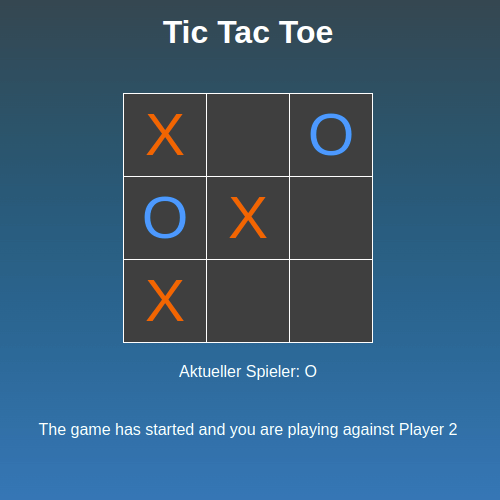 Tic Tac Toe
X O
O X
X
Aktueller Spieler: O
The game has started and you are playing against Player 2